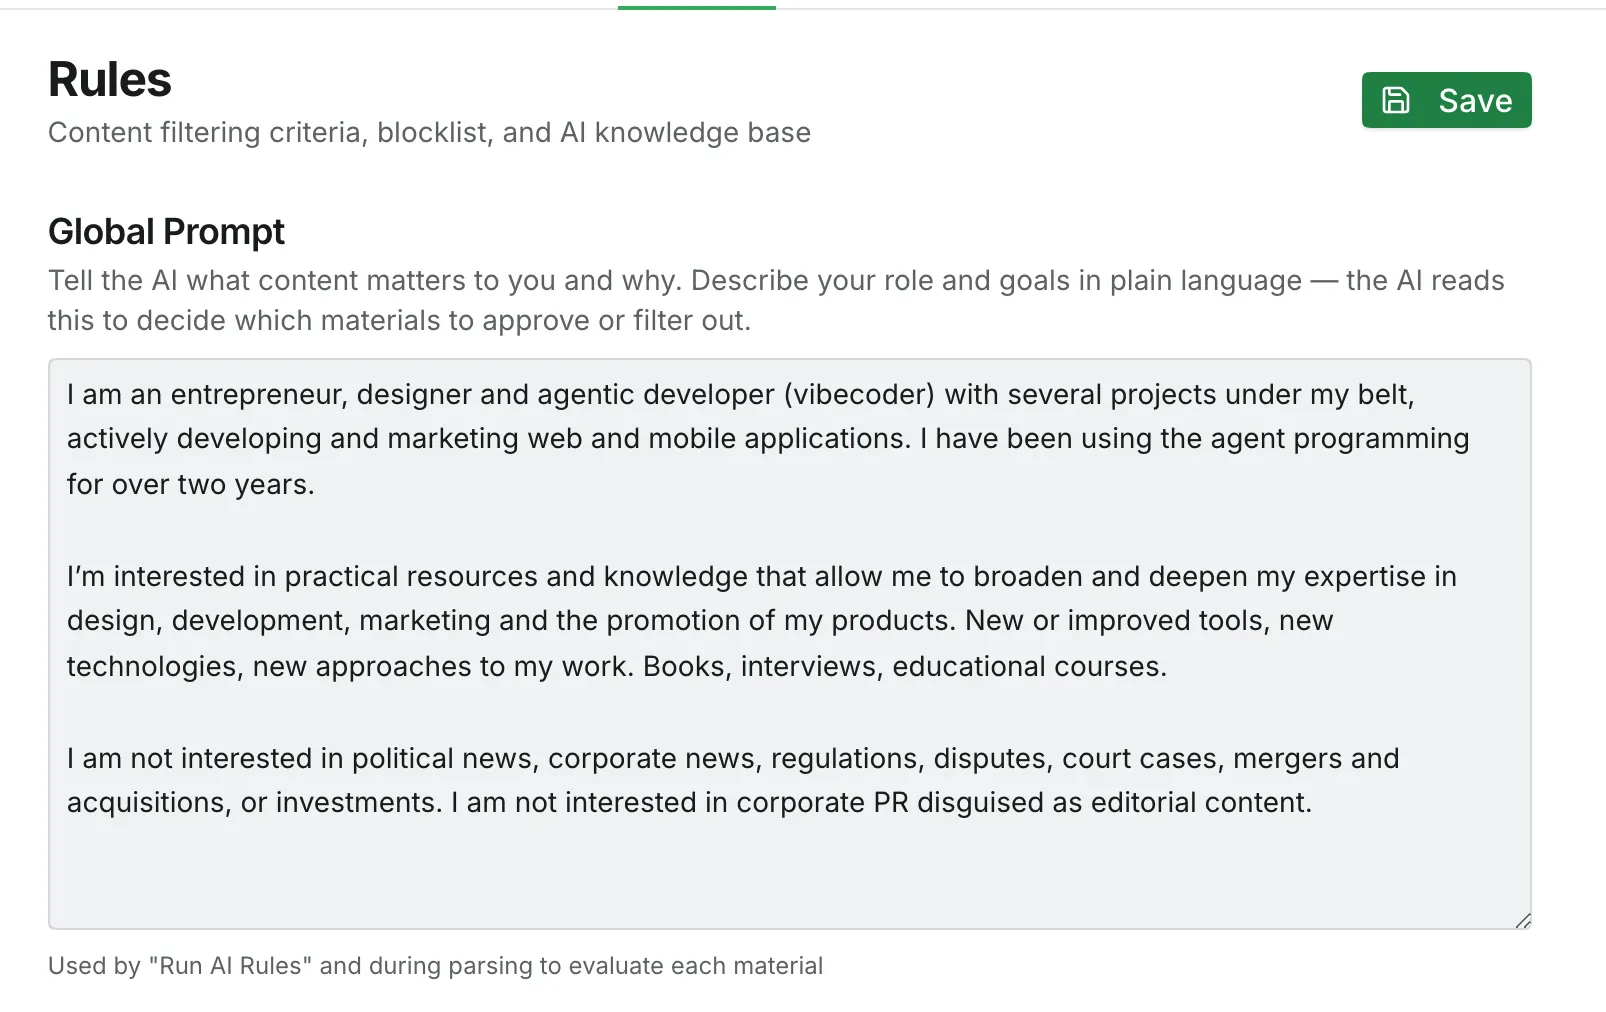 Rules
Save
Content filtering criteria, blocklist, and AI knowledge base
Global Prompt
Tell the AI what content matters to you and why. Describe your role and goals in plain language — the AI reads
this to decide which materials to approve or filter out.
I am an entrepreneur, designer and agentic developer (vibecoder) with several projects under my belt,
actively developing and marketing web and mobile applications. I have been using the agent programming
for over two years.
I’m interested in practical resources and knowledge that allow me to broaden and deepen my expertise in
design, development, marketing and the promotion of my products. New or improved tools, new
technologies, new approaches to my work. Books, interviews, educational courses.
I am not interested in political news, corporate news, regulations, disputes, court cases, mergers and
acquisitions, or investments. I am not interested in corporate PR disguised as editorial content.
Used by "Run AI Rules" and during parsing to evaluate each material